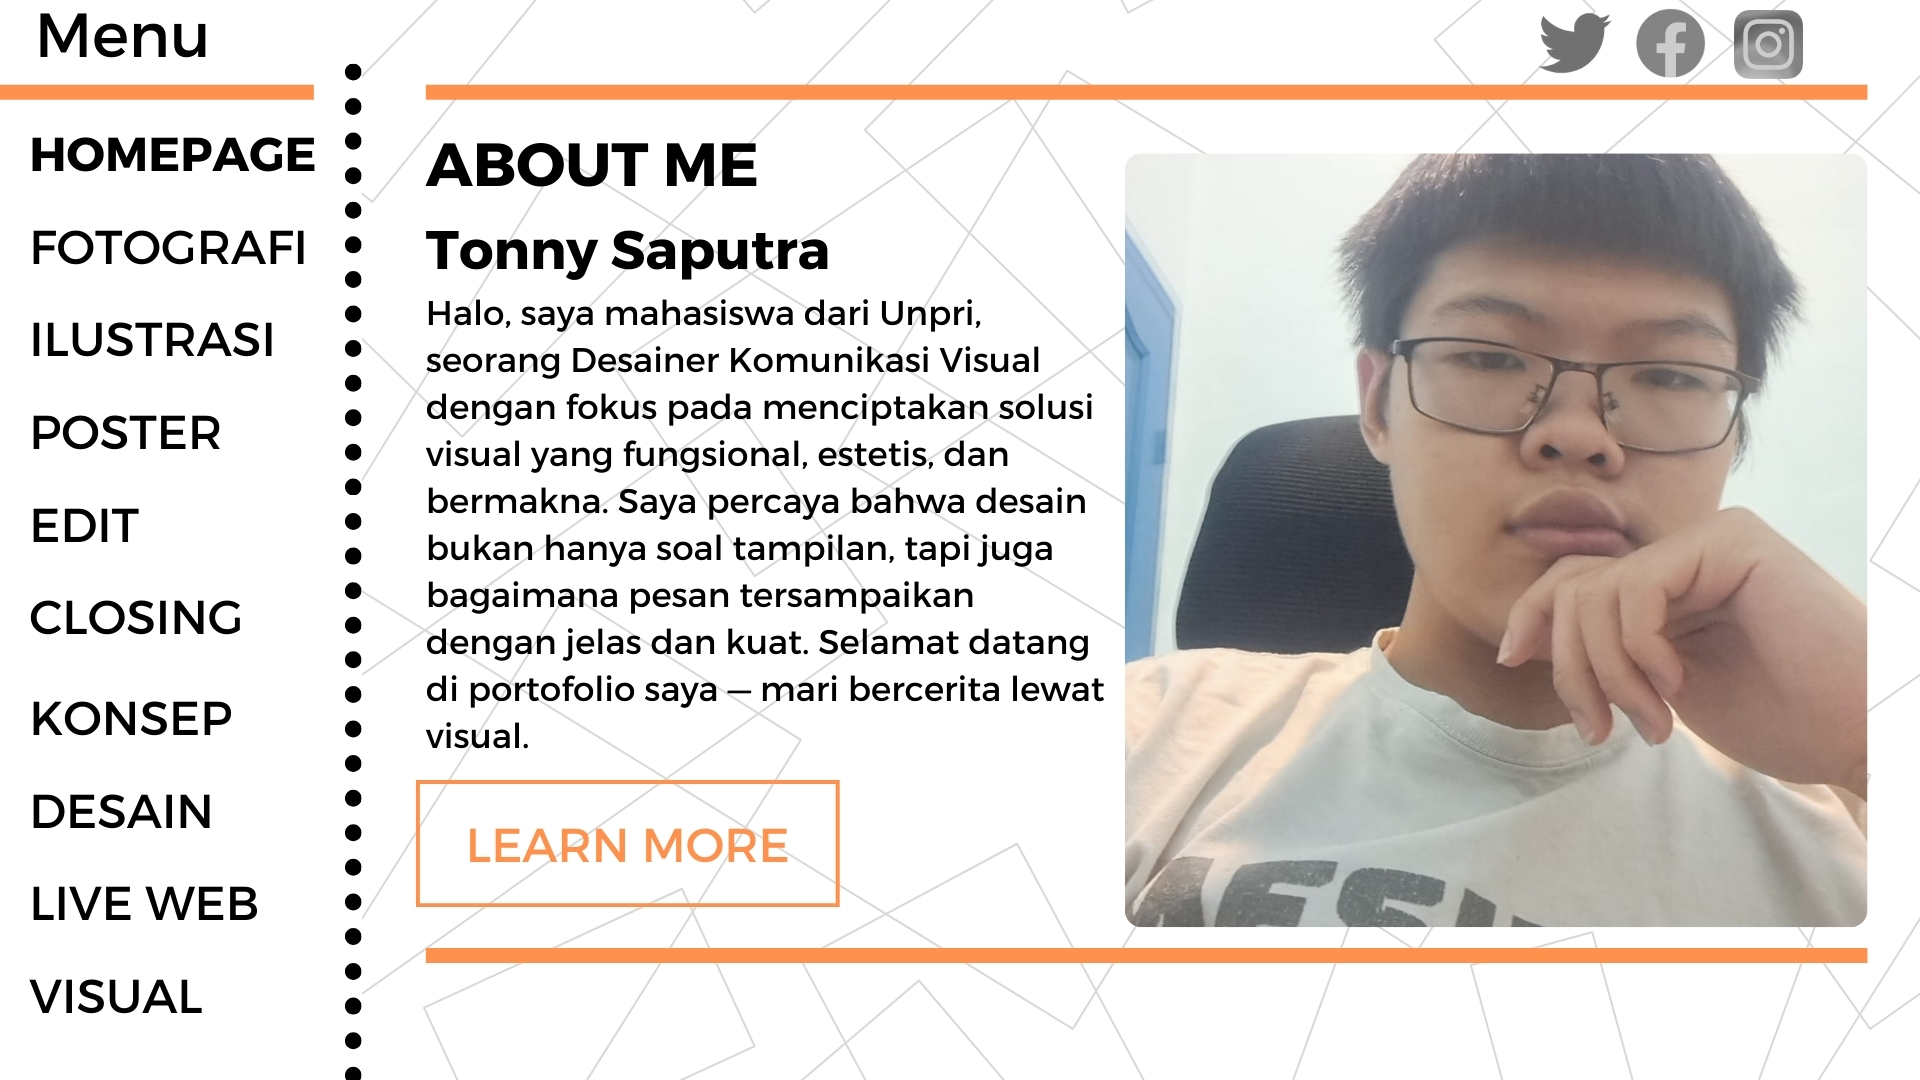 Menu
HOMEPAGE
FOTOGRAFI
ILUSTRASI
POSTER
EDIT
CLOSING
KONSEP
DESAIN
LIVE WEB
VISUAL
ABOUT ME
Tonny Saputra
Halo, saya mahasiswa dari Unpri,
seorang Desainer Komunikasi Visual
dengan fokus pada menciptakan solusi
visual yang fungsional, estetis, dan
bermakna. Saya percaya bahwa desain
bukan hanya soal tampilan, tapi juga
bagaimana pesan tersampaikan
dengan jelas dan kuat. Selamat datang
di portofolio saya — mari bercerita lewat
visual.
LEARN MORE